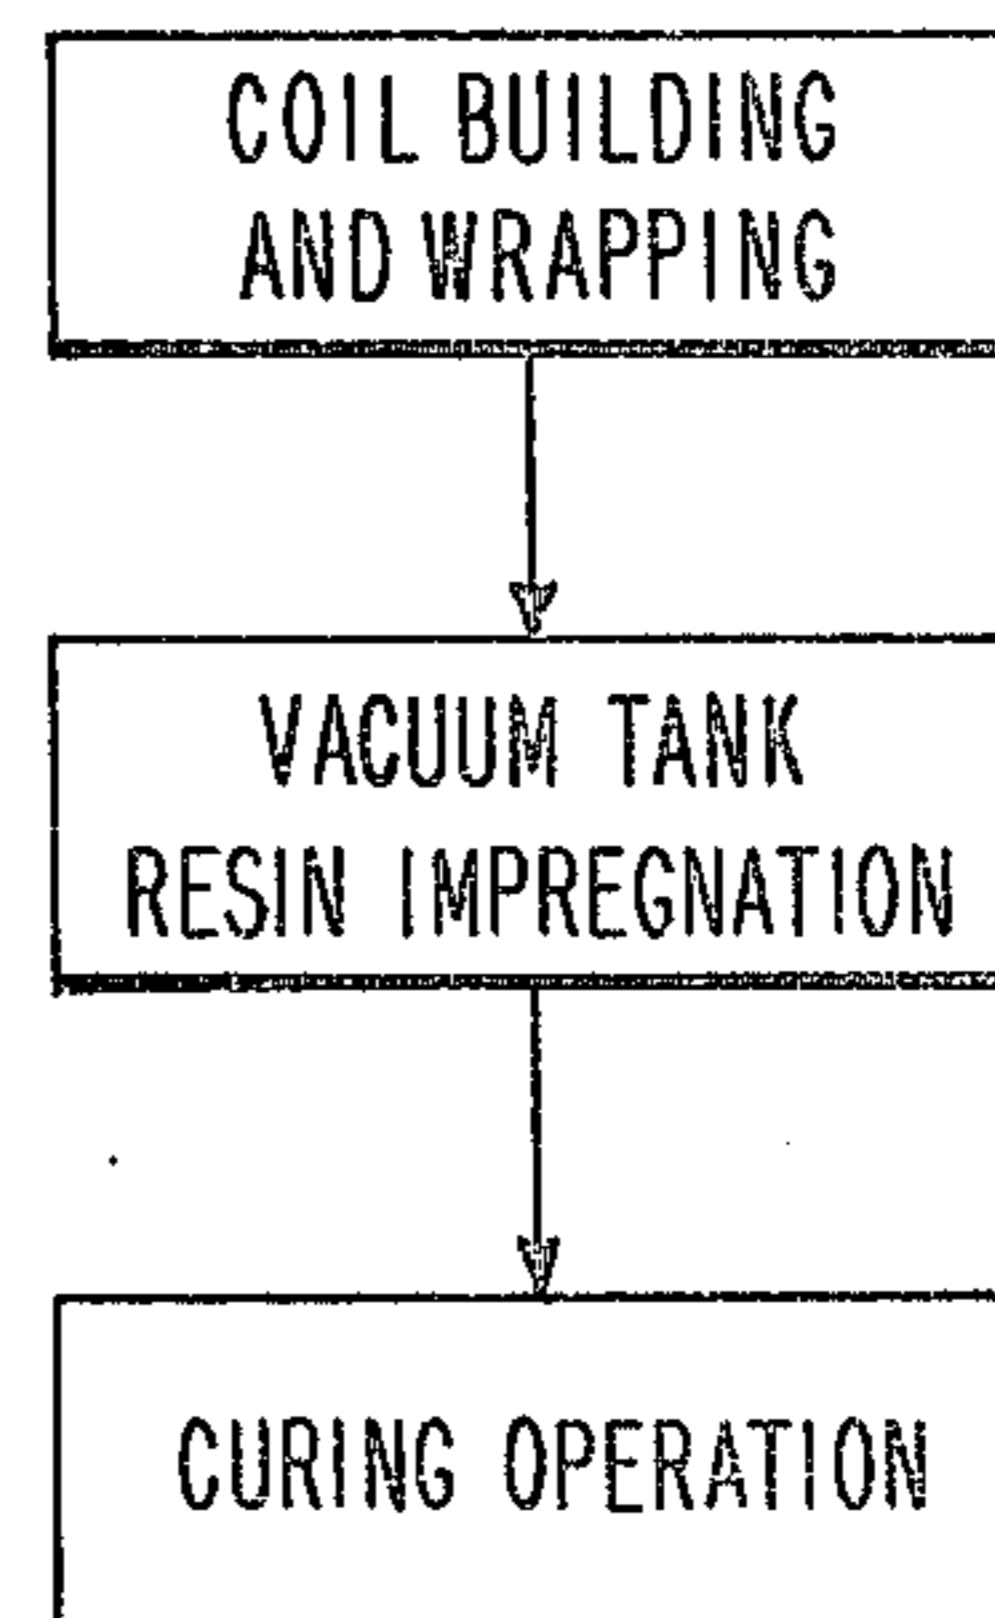 COIL BUILDING
AND WRAPPING
VACUUM TANK
RESIN IMPREGNATION
CURING OPERATION